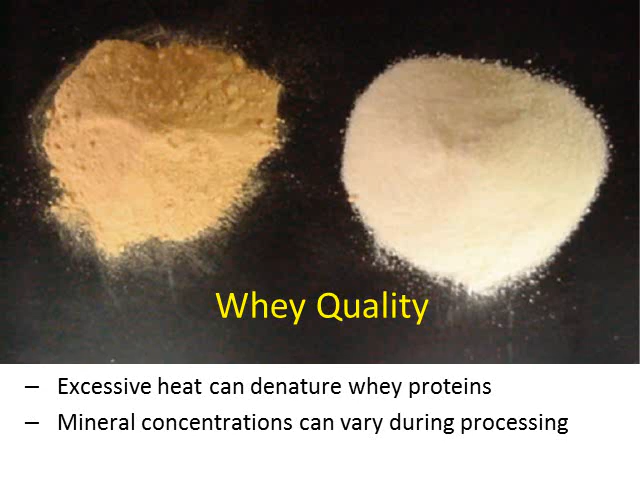 Whey Quality
– Excessive heat can denature whey proteins
– Mineral concentrations can vary during processing